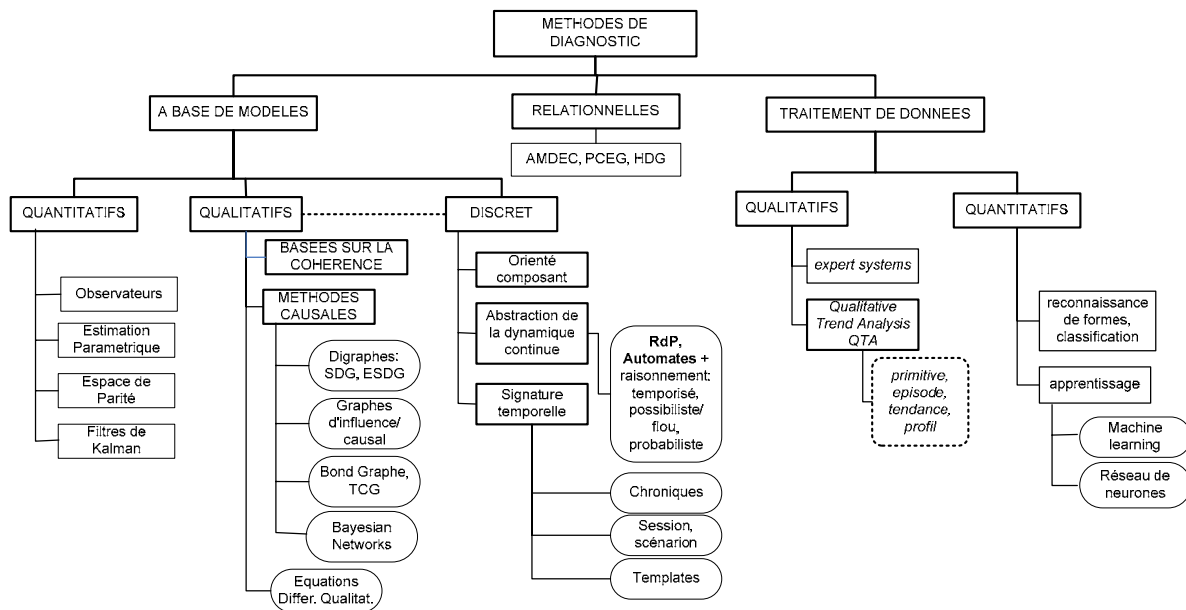 METHODES DE
DIAGNOSTIC
A BASE DE MODELES
RELATIONNELLES
TRAITEMENT DE DONNEES
AMDEC, PCEG, HDG
QUANTITATIFS
QUALITATIFS
DISCRET
QUALITATIFS
QUANTITATIFS
Observateurs
Estimation
Parametrique
Espace de
Parité
Filtres de
Kalman
BASEES SUR LA
COHERENCE
METHODES
CAUSALES
Digraphes:
SDG, ESDG
Graphes
d'influence/
causal
Bond Graphe,
TCG
Bayesian
Networks
Equations
Differ. Qualitat.
Orienté
composant
Abstraction de
la dynamique
continue
Signature
temporelle
RdP,
Automates +
raisonnement:
temporisé,
possibiliste/
flou,
probabiliste
Chroniques
Session,
scénarion
Templates
expert systems
Qualitative
Trend Analysis
QTA
primitive,
episode,
tendance,
profil
reconnaissance
de formes,
classification
apprentissage
Machine
learning
Réseau de
neurones